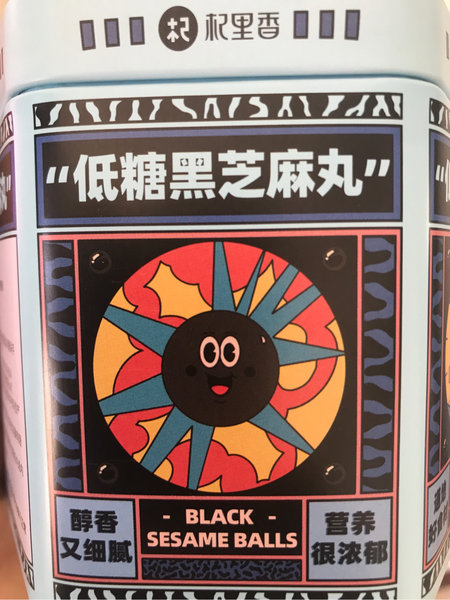 杞 杞里香
“低糖黑芝麻丸”
醇香
又细腻
- BLACK -
SESAME BALLS
营养
很浓郁